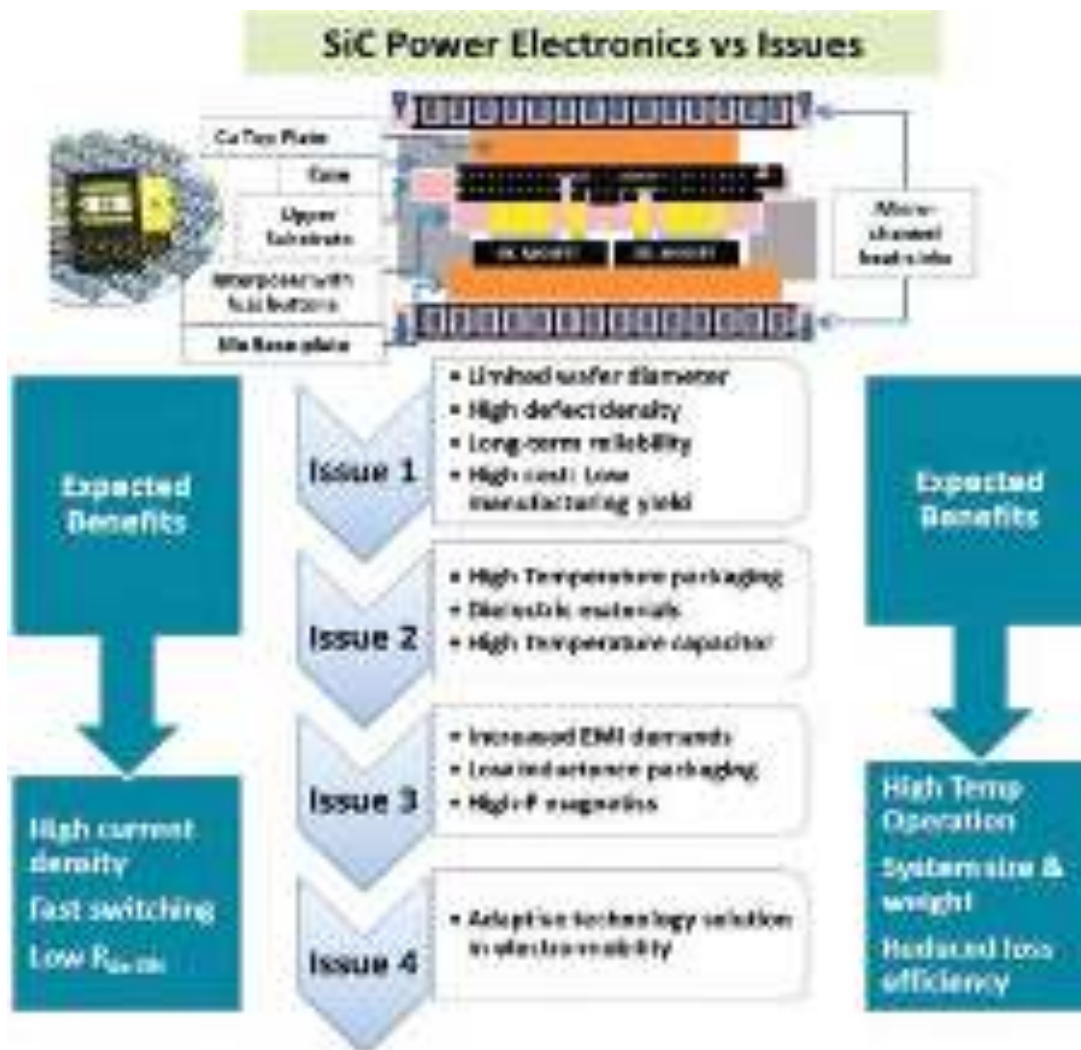 SiC Power Electronics vs Issues
Cu Top Plate
Case
Upper
Substrate
Interposer with
fuzz buttons
Base plate
Micro-
channel
heat sinks
Expected
Benefits
High current
density
Fast switching
Low
Issue 1
• Limited wafer diameter
• High defect density
• Long-term reliability
• High cost: Low
manufacturing yield
Issue 2
• High Temperature packaging
• Dielectric materials
• High Temperature capacitor
Issue 3
• Increased EMI demands
• Low inductance packaging
• High-F magnetics
Issue 4
• Adaptive technology solution
in electro-mobility
Expected
Benefits
High Temp
Operation
System size &
weight
Reduced loss
efficiency